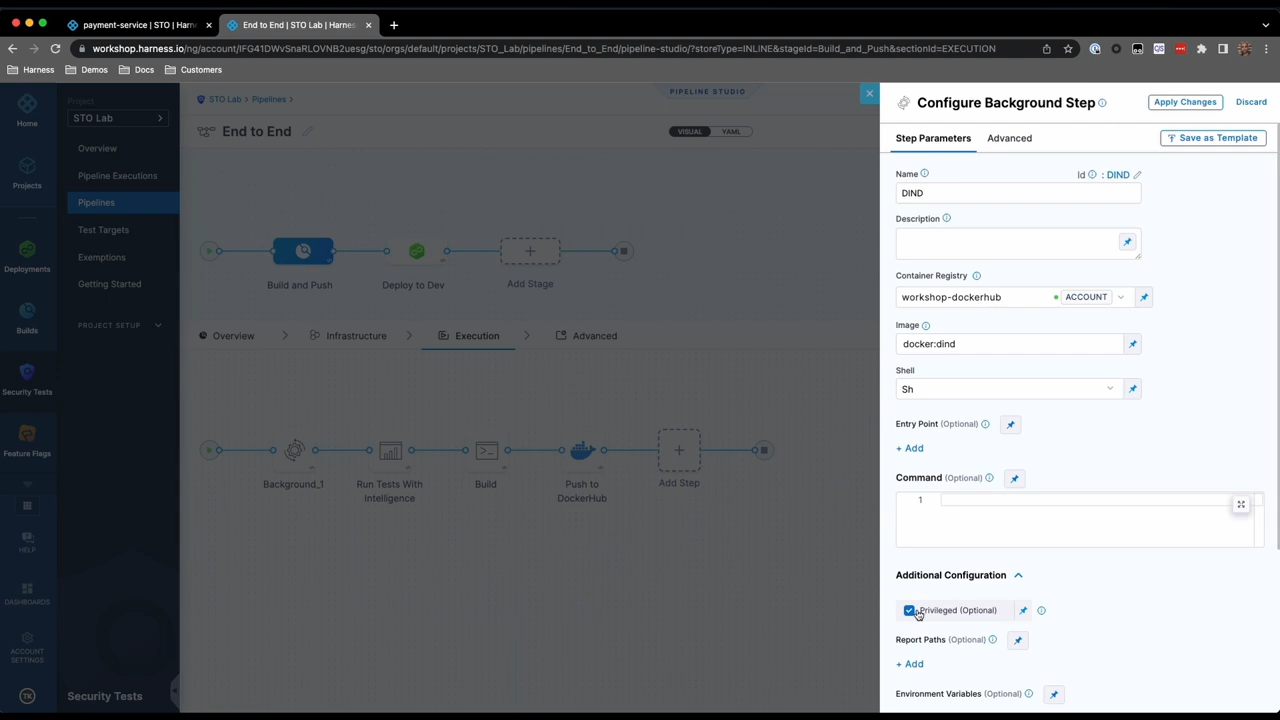 payment-service | STO | Harn
End to End | STO Lab | Harnes
workshop.harness.io/ng/account/IFG41DWvSnaRLOVNB2uesg/sto/orgs/default/projects/STO_Lab/pipelines/End_to_End/pipeline-studio/?storeType=INLINE&stageId=Build_and_Push&sectionId=EXECUTION
Harness
Demos
Docs
Customers
Home
Projects
Deployments
Builds
Security Tests
Feature Flags
HELP
DASHBOARDS
ACCOUNT
SETTINGS
TK
Project
STO Lab
Overview
Pipeline Executions
Pipelines
Test Targets
Exemptions
Getting Started
PROJECT SETUP
Security Tests
STO Lab > Pipelines >
PIPELINE STUDIO
End to End
VISUAL
YAML
Build and Push
Deploy to Dev
Add Stage
Overview
Infrastructure
Execution
Advanced
Background_1
Run Tests With
Intelligence
Build
Push to
DockerHub
Add Step
Configure Background Step
Apply Changes
Discard
Step Parameters
Advanced
Save as Template
Name
Id : DIND
DIND
Description
Container Registry
workshop-dockerhub
ACCOUNT
Image
docker:dind
Shell
Sh
Entry Point (Optional)
+ Add
Command (Optional)
1
Additional Configuration
Privileged (Optional)
Report Paths (Optional)
+ Add
Environment Variables (Optional)